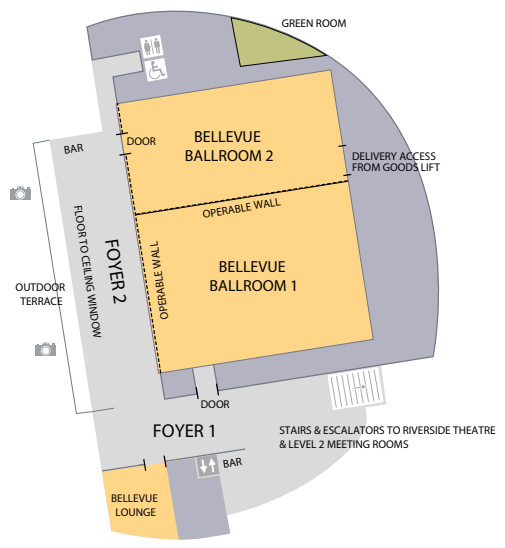 GREEN ROOM
BAR
DOOR
BELLEVUE
BALLROOM 2
DELIVERY ACCESS
FROM GOODS LIFT
OPERABLE WALL
FLOOR TO CEILING WINDOW
FOYER 2
OPERABLE WALL
BELLEVUE
BALLROOM 1
OUTDOOR
TERRACE
DOOR
FOYER 1
STAIRS & ESCALATORS TO RIVERSIDE THEATRE
& LEVEL 2 MEETING ROOMS
BAR
BELLEVUE
LOUNGE